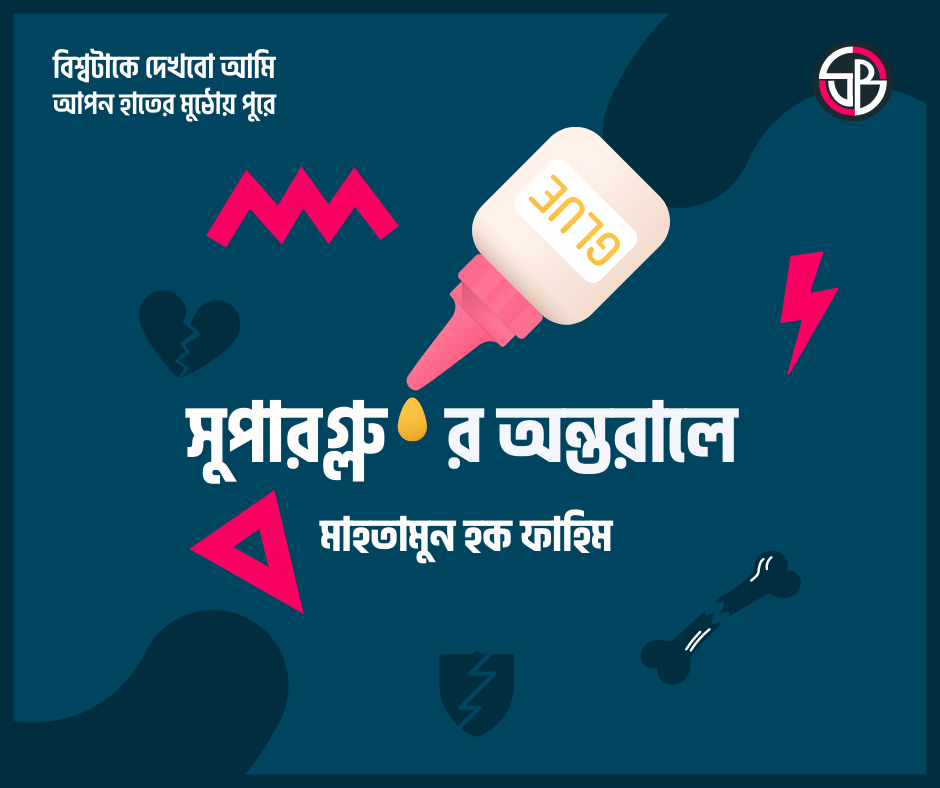 বিশ্বটাকে দেখবো আমি
আপন হাতের মুঠোয় পুরে
GLUE
সুপারগ্লু র অন্তরালে
মাহতামুন হক ফাহিম